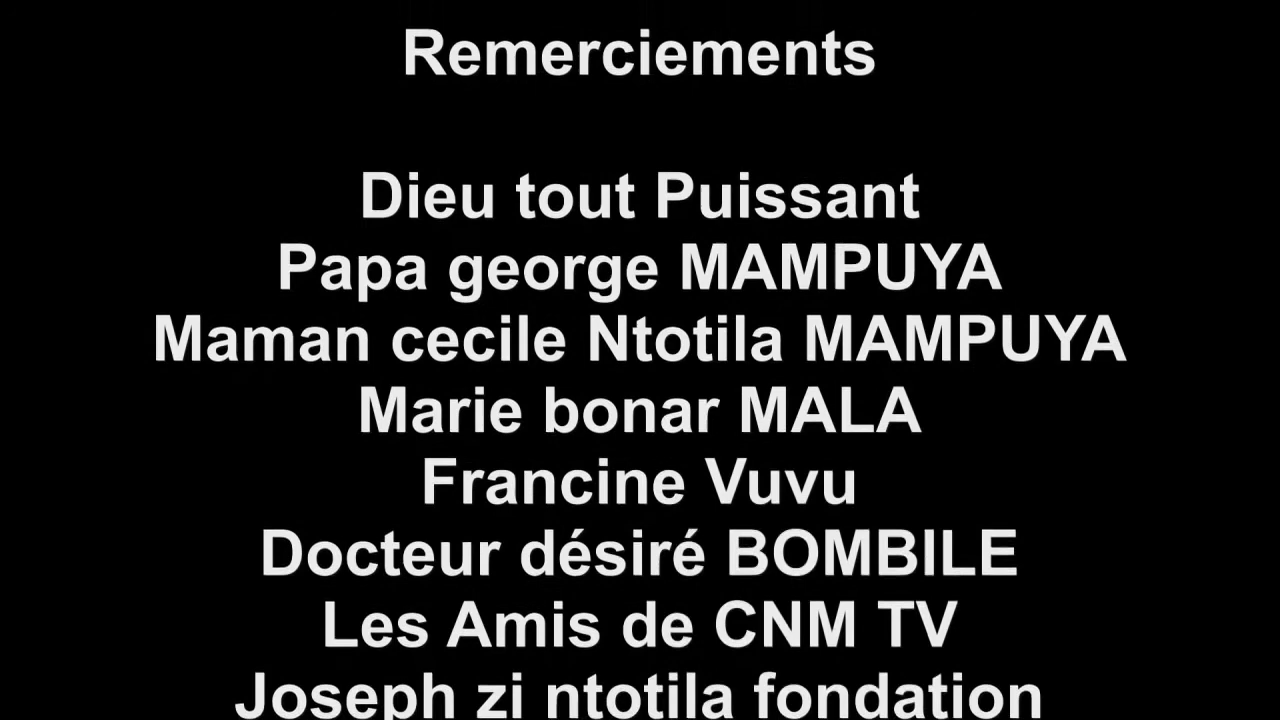 Remerciements
Dieu tout Puissant
Papa george MAMPUYA
Maman cecile Ntotila MAMPUYA
Marie bonar MALA
Francine Vuvu
Docteur désiré BOMBILE
Les Amis de CNM TV
Joseph zi ntotila fondation